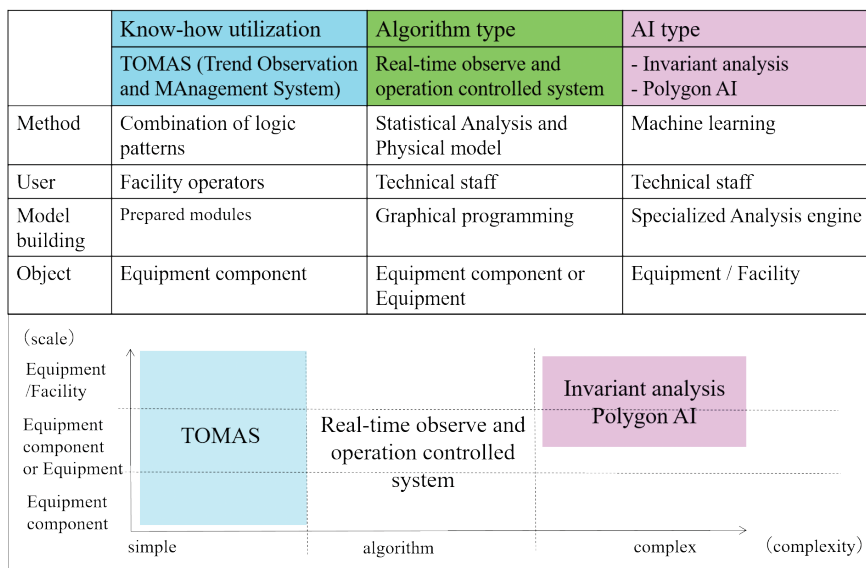 Know-how utilization
Algorithm type
AI type
TOMAS (Trend Observation
and MAnagement System)
Real-time observe and
operation controlled system
- Invariant analysis
- Polygon AI
Method
Combination of logic
patterns
Statistical Analysis and
Physical model
Machine learning
User
Facility operators
Technical staff
Technical staff
Model
building
Prepared modules
Graphical programming
Specialized Analysis engine
Object
Equipment component
Equipment component or
Equipment
Equipment / Facility
(scale)
Equipment
/Facility
Equipment
component
or Equipment
Equipment
component
TOMAS
Real-time observe and
operation controlled
system
Invariant analysis
Polygon AI
simple
algorithm
complex
(complexity)